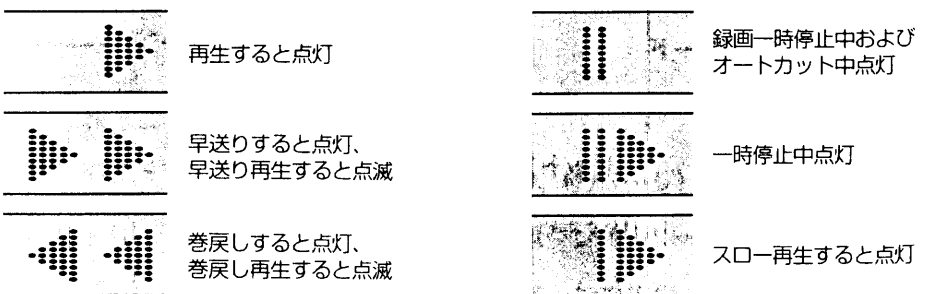 再生すると点灯
早送りすると点灯、
早送り再生すると点滅
巻戻しすると点灯、
巻戻し再生すると点滅
録画一時停止中および
オートカット中点灯
一時停止中点灯
スロー再生すると点灯